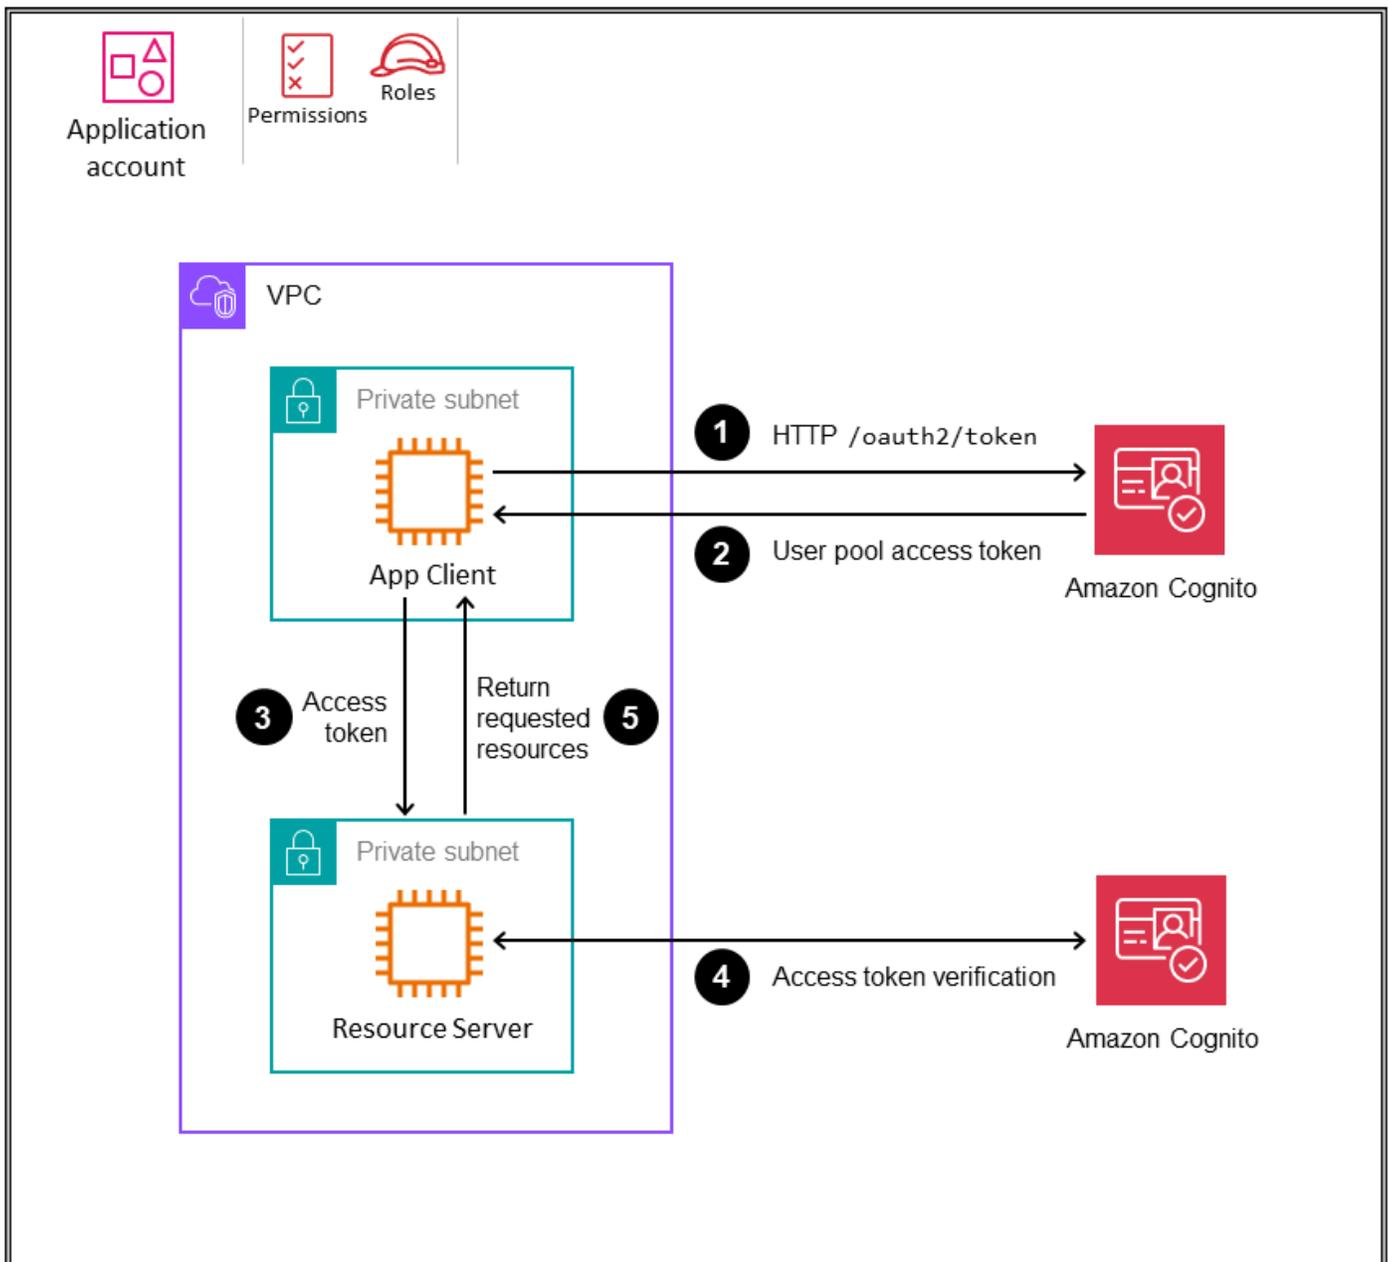 Application
account
Permissions
Roles
VPC
Private subnet
App Client
1 HTTP /oauth2/token
2 User pool access token
Amazon Cognito
3 Access
token
Return
requested
resources
5
Private subnet
Resource Server
4 Access token verification
Amazon Cognito